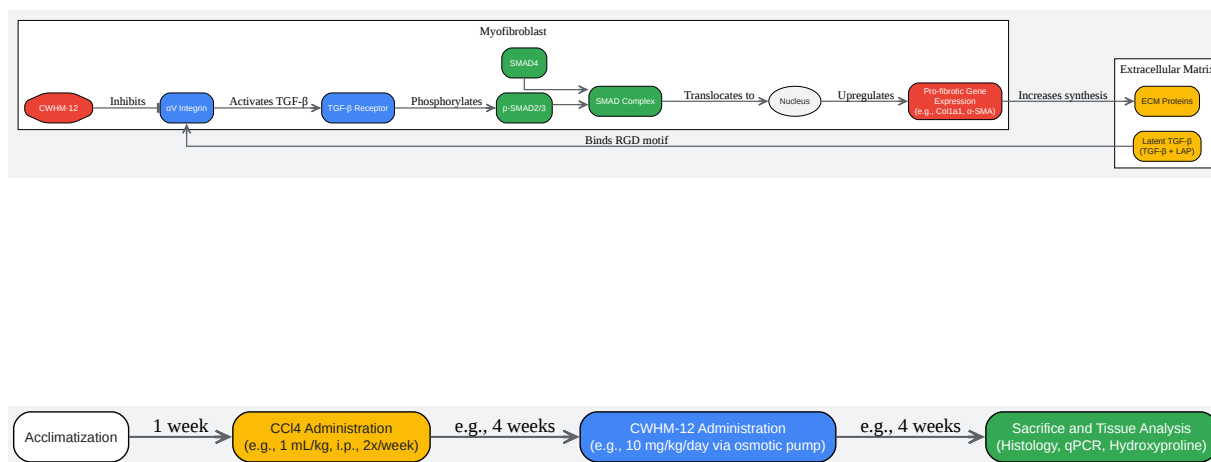 Myofibroblast
SMAD4
Extracellular Matrix
CWHM-12
Inhibits
αV Integrin
Activates TGF-β
TGF-β Receptor
Phosphorylates
p-SMAD2/3
SMAD Complex
Translocates to
Nucleus
Upregulates
Pro-fibrotic Gene
Expression
(e.g., Col1a1, α-SMA)
Increases synthesis
ECM Proteins
Binds RGD motif
Latent TGF-β
(TGF-β + LAP)
Acclimatization
1 week
CCl4 Administration
(e.g., 1 mL/kg, i.p., 2x/week)
e.g., 4 weeks
CWHM-12 Administration
(e.g., 10 mg/kg/day via osmotic pump)
e.g., 4 weeks
Sacrifice and Tissue Analysis
(Histology, qPCR, Hydroxyproline)